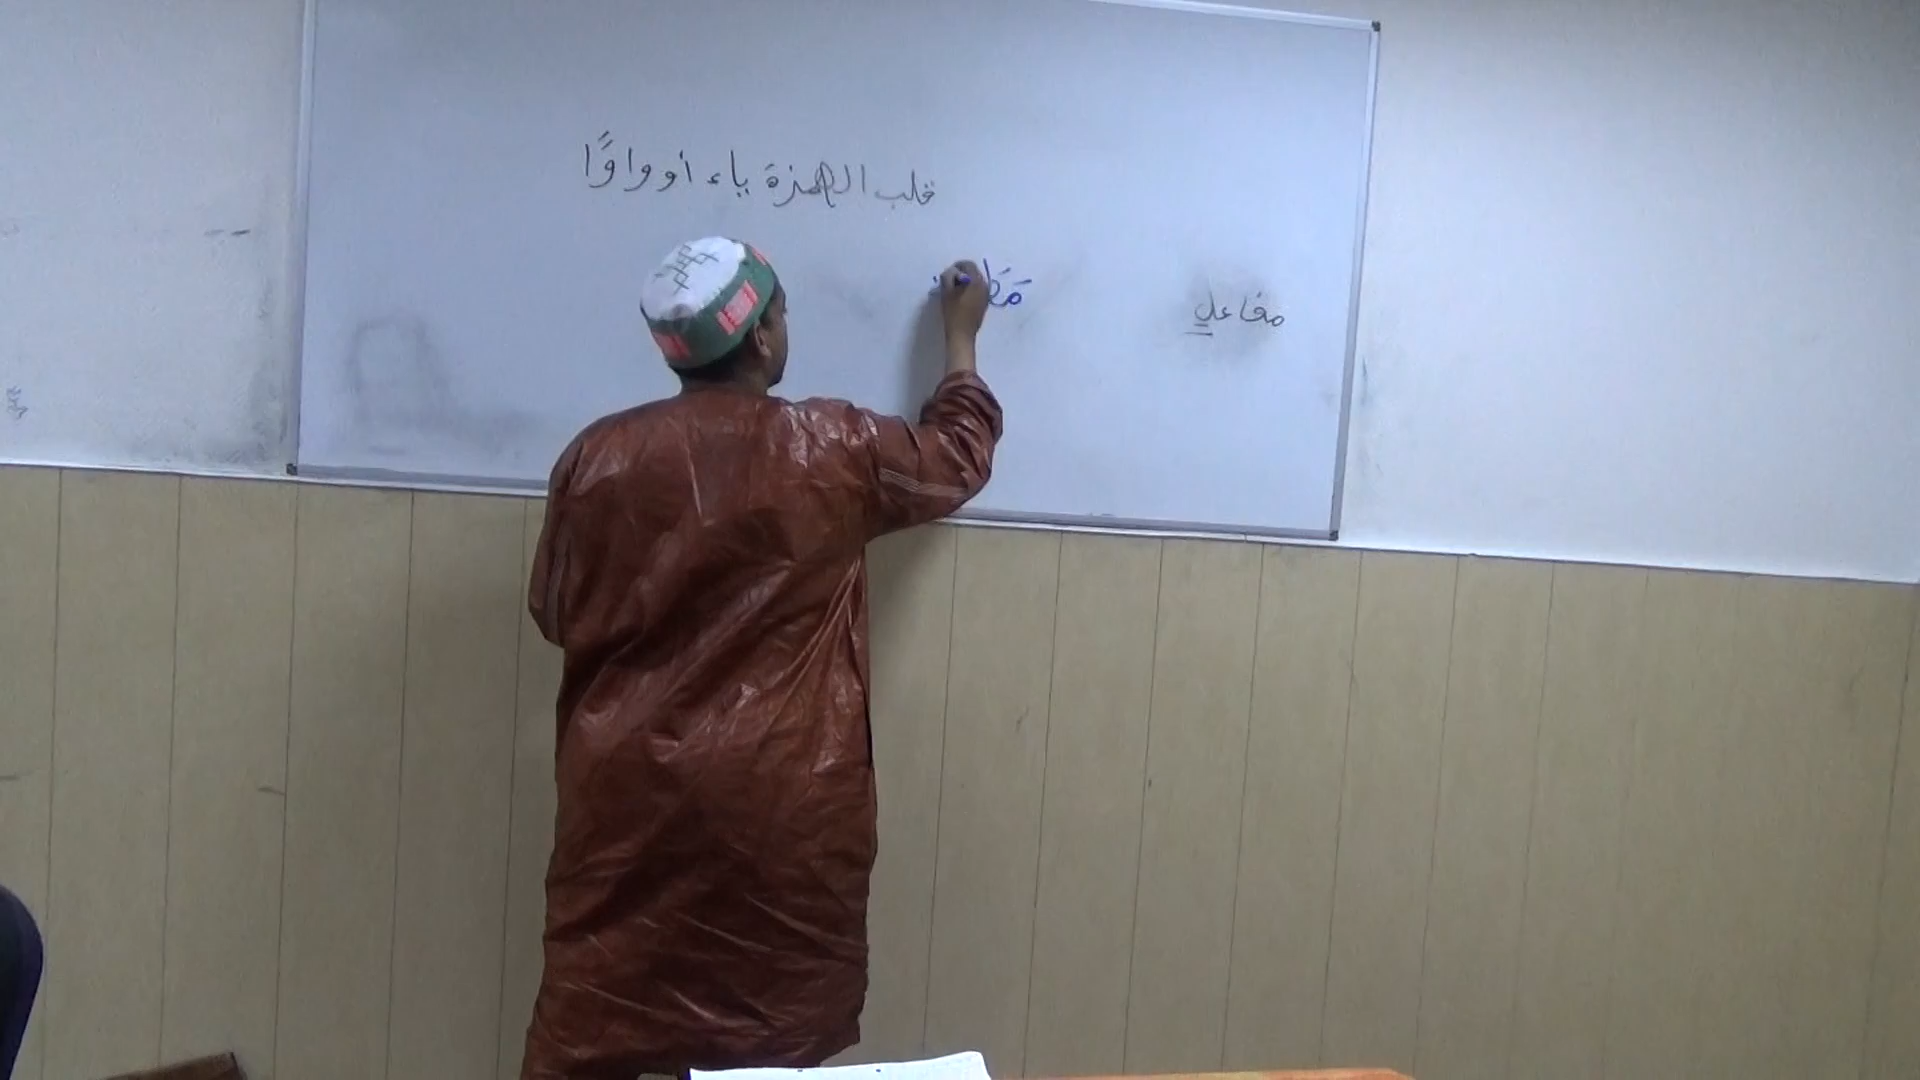 قلب الهمزة ياء أو واوًا
مفاعل